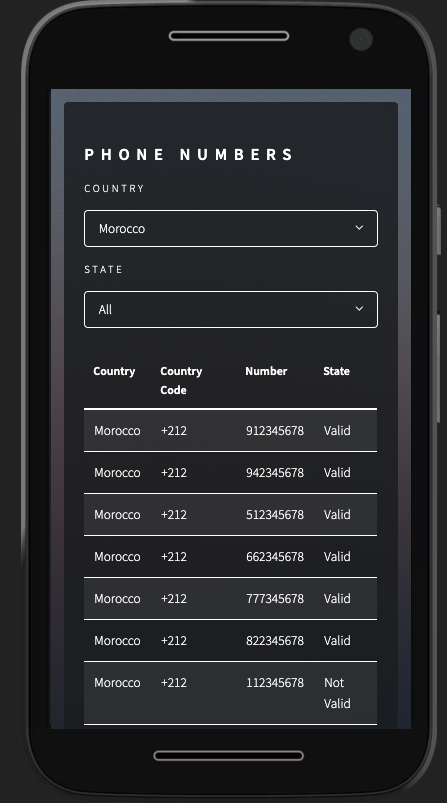 PHONE NUMBERS
COUNTRY
Morocco
STATE
All
Country Country Code Number State
Morocco +212 912345678 Valid
Morocco +212 942345678 Valid
Morocco +212 512345678 Valid
Morocco +212 662345678 Valid
Morocco +212 777345678 Valid
Morocco +212 822345678 Valid
Morocco +212 112345678 Not Valid